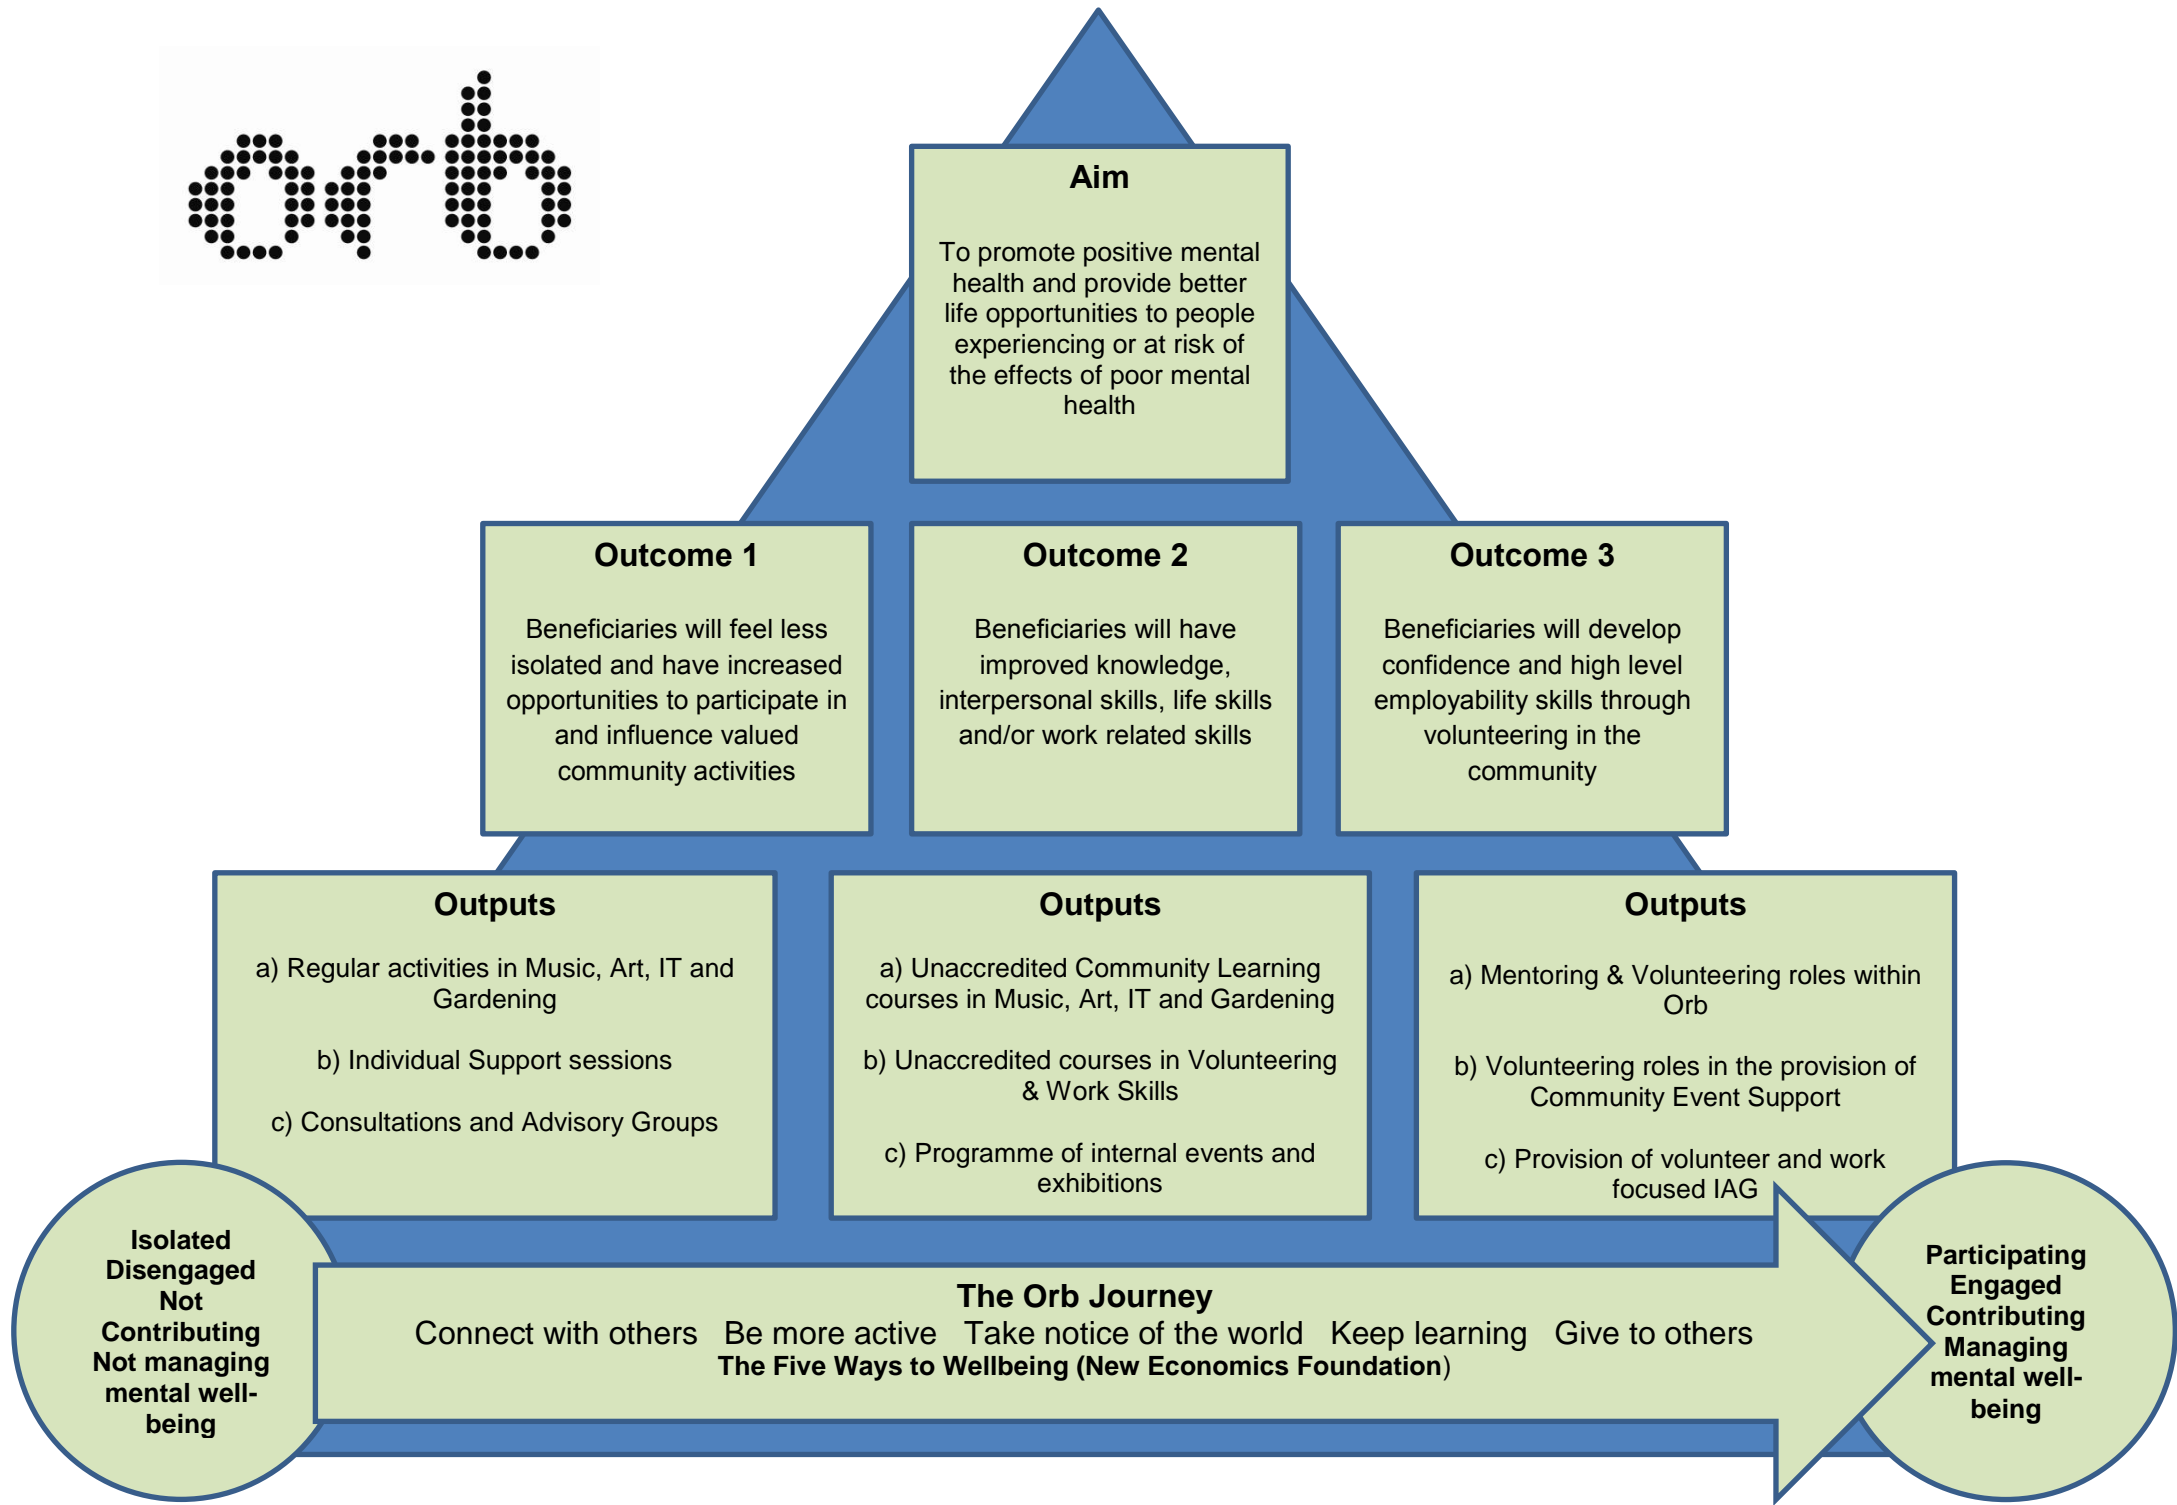 orb
Aim
To promote positive mental
health and provide better
life opportunities to people
experiencing or at risk of
the effects of poor mental
health
Outcome 1
Beneficiaries will feel less
isolated and have increased
opportunities to participate in
and influence valued
community activities
Outcome 2
Beneficiaries will have
improved knowledge,
interpersonal skills, life skills
and/or work related skills
Outcome 3
Beneficiaries will develop
confidence and high level
employability skills through
volunteering in the
community
Outputs
a) Regular activities in Music, Art, IT and
Gardening
b) Individual Support sessions
c) Consultations and Advisory Groups
Outputs
a) Unaccredited Community Learning
courses in Music, Art, IT and Gardening
b) Unaccredited courses in Volunteering
& Work Skills
c) Programme of internal events and
exhibitions
Outputs
a) Mentoring & Volunteering roles within
Orb
b) Volunteering roles in the provision of
Community Event Support
c) Provision of volunteer and work
focused IAG
Isolated
Disengaged
Not
Contributing
Not managing
mental well-
being
The Orb Journey
Connect with others Be more active Take notice of the world Keep learning Give to others
The Five Ways to Wellbeing (New Economics Foundation)
Participating
Engaged
Contributing
Managing
mental well-
being